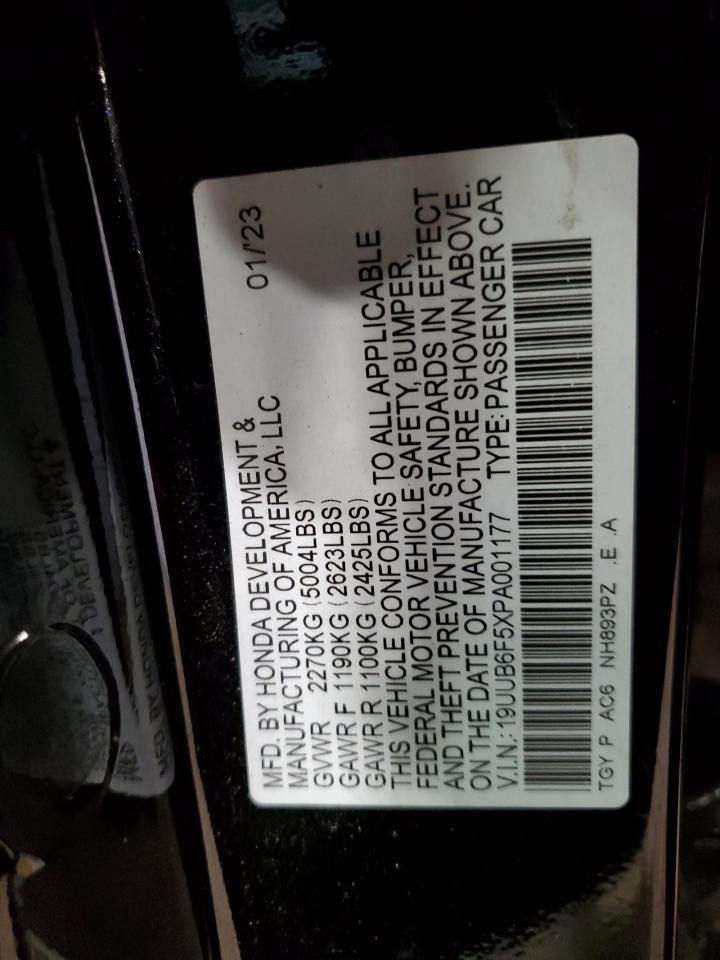 MFD. BY HONDA DEVELOPMENT &
MANUFACTURING OF AMERICA, LLC 01/'23
GVWR 2270KG (5004LBS)
GAWR F 1190KG (2623LBS)
GAWR R 1100KG (2425LBS)
THIS VEHICLE CONFORMS TO ALL APPLICABLE
FEDERAL MOTOR VEHICLE SAFETY, BUMPER,
AND THEFT PREVENTION STANDARDS IN EFFECT
ON THE DATE OF MANUFACTURE SHOWN ABOVE.
V.I.N.: 19UUB6F5XPA001177 TYPE: PASSENGER CAR
TGY P AC6 NH893PZ .E .A